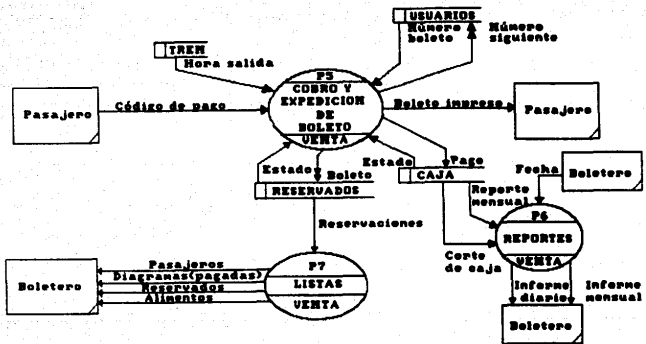 USUARIOS
Número
boleto
Número
siguiente
TREN
Hora salida
P5
COBRO Y
EXPEDICION
DE
BOLETO
VENTA
Pasajero
Código de pago
Boleto impreso
Pasajero
Estado
Boleto
RESERVADOS
Estado
Pago
CAJA
Fecha
Boletero
Reporte
mensual
Reservaciones
P6
REPORTES
VENTA
Corte
de caja
Boletero
Pasajeros
Diagramas(pagadas)
Reservados
Alimentos
P7
LISTAS
VENTA
Informe
diario
Informe
mensual
Boletero